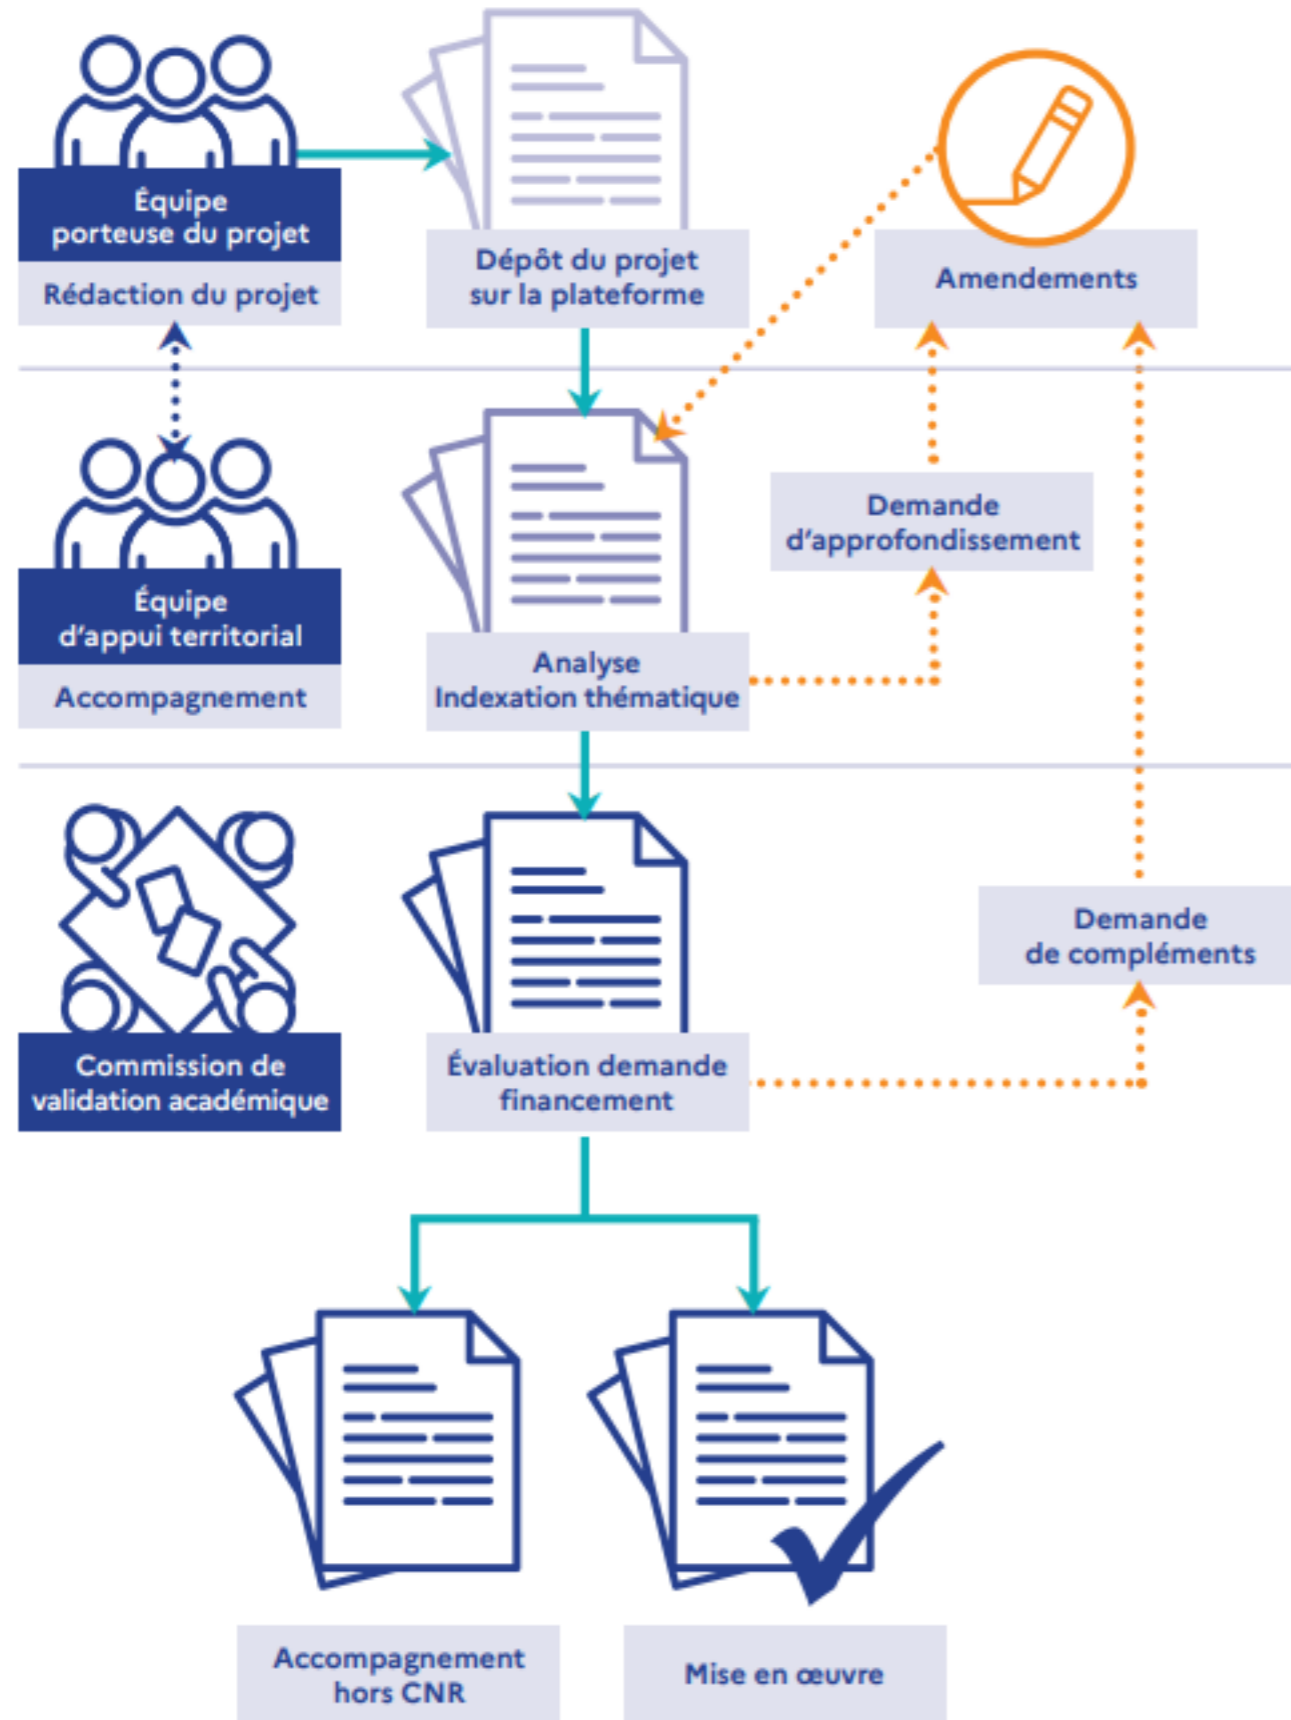 Équipe
porteuse du projet
Rédaction du projet
Dépôt du projet
sur la plateforme
Amendements
Équipe
d'appui territorial
Accompagnement
Analyse
Indexation thématique
Demande
d'approfondissement
Commission de
validation académique
Évaluation demande
financement
Demande
de compléments
Accompagnement
hors CNR
Mise en œuvre